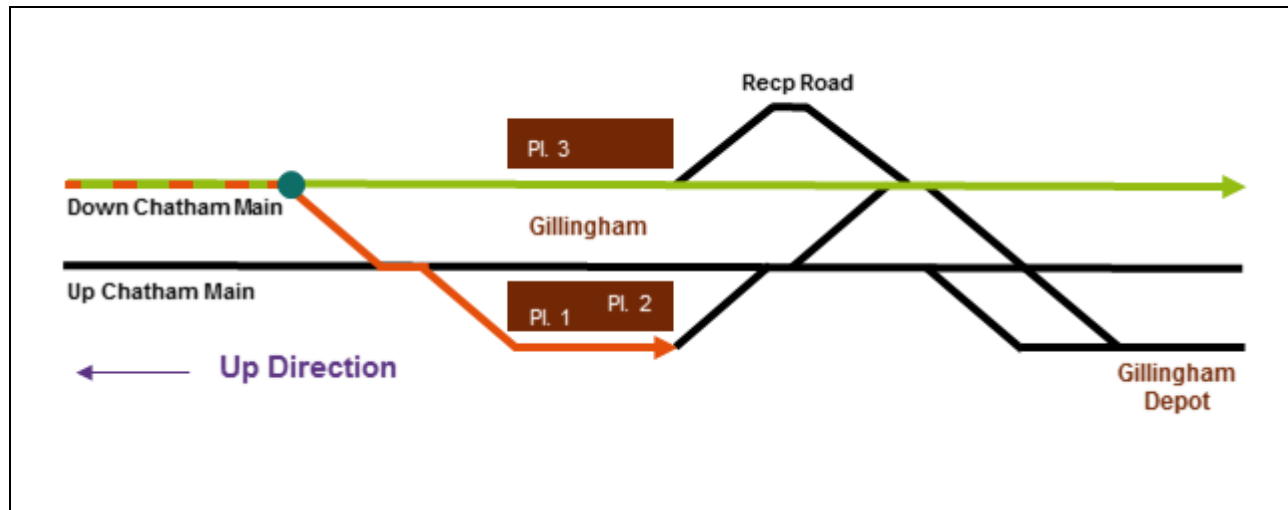 Recp Road
Pl. 3
Down Chatham Main
Gillingham
Up Chatham Main
Pl. 1
Pl. 2
Up Direction
Gillingham
Depot